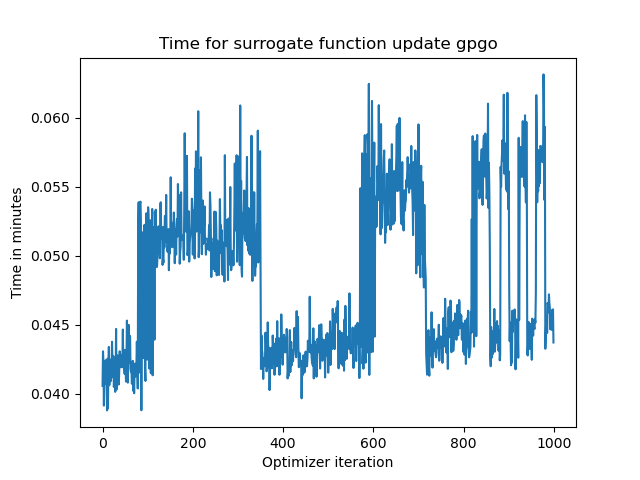 Time for surrogate function update gpgo
0.060
0.055
0.050
0.045
0.040
Time in minutes
0 200 400 600 800 1000
Optimizer iteration